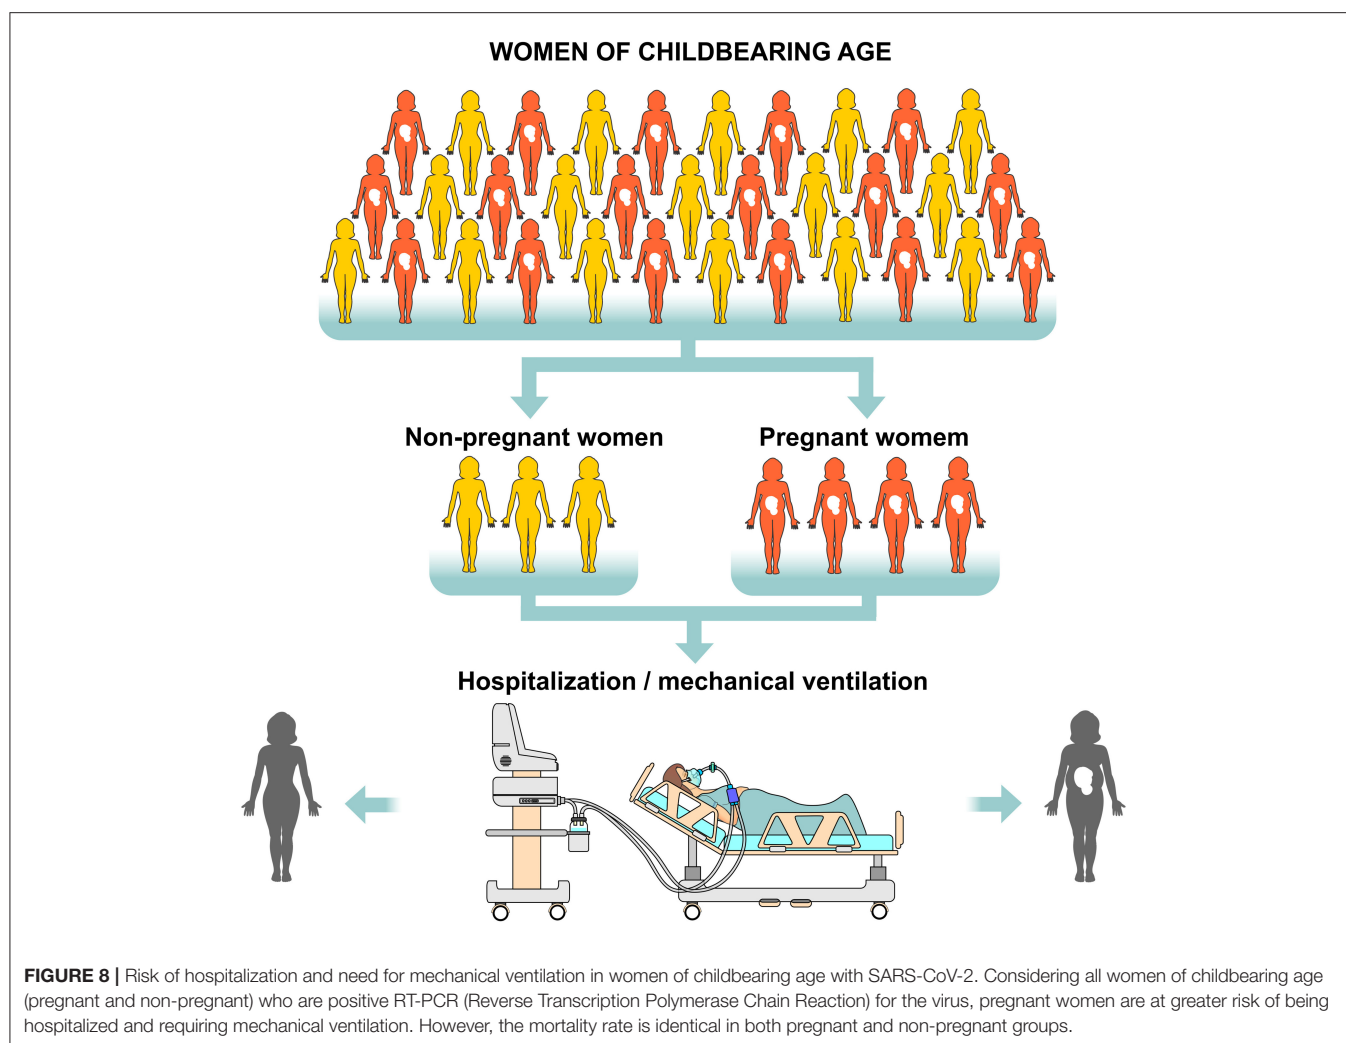 WOMEN OF CHILDBEARING AGE
Non-pregnant women
Pregnant womem
Hospitalization / mechanical ventilation
FIGURE 8 | Risk of hospitalization and need for mechanical ventilation in women of childbearing age with SARS-CoV-2. Considering all women of childbearing age
(pregnant and non-pregnant) who are positive RT-PCR (Reverse Transcription Polymerase Chain Reaction) for the virus, pregnant women are at greater risk of being
hospitalized and requiring mechanical ventilation. However, the mortality rate is identical in both pregnant and non-pregnant groups.